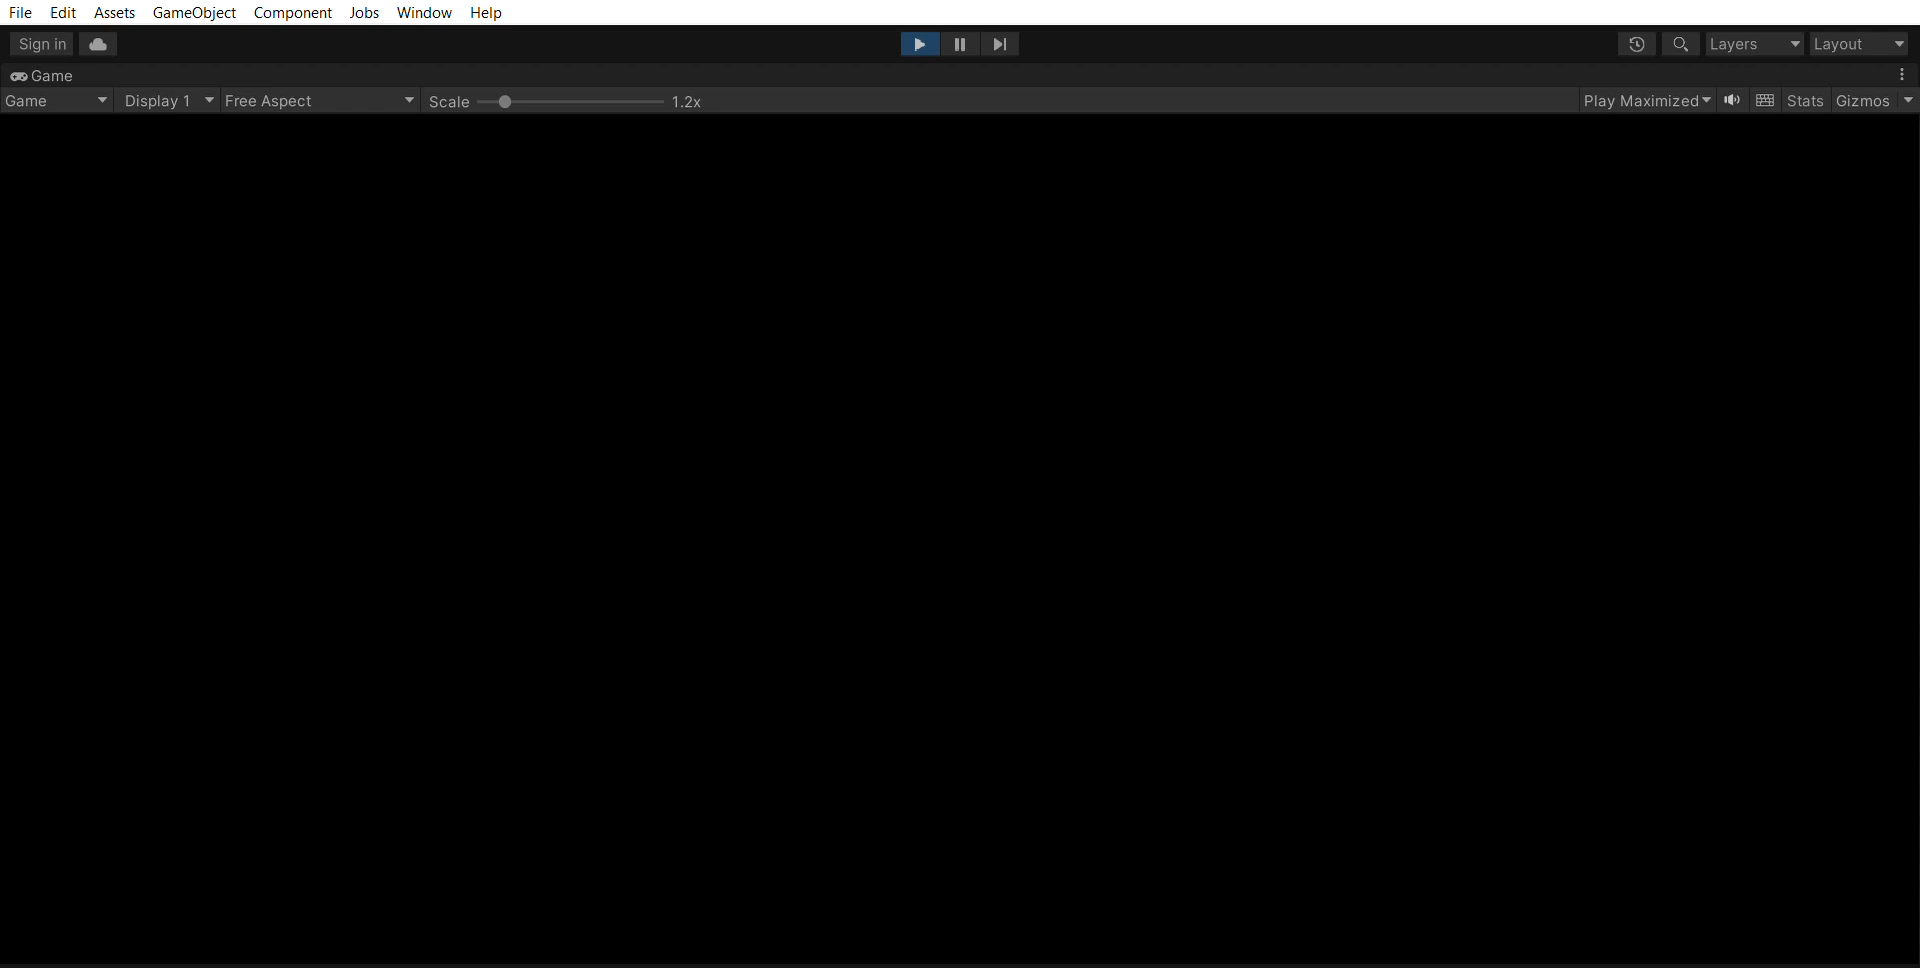 File Edit Assets GameObject Component Jobs Window Help
Sign in Layers Layout
Game
Game Display 1 Free Aspect Scale 1.2x Play Maximized Stats Gizmos